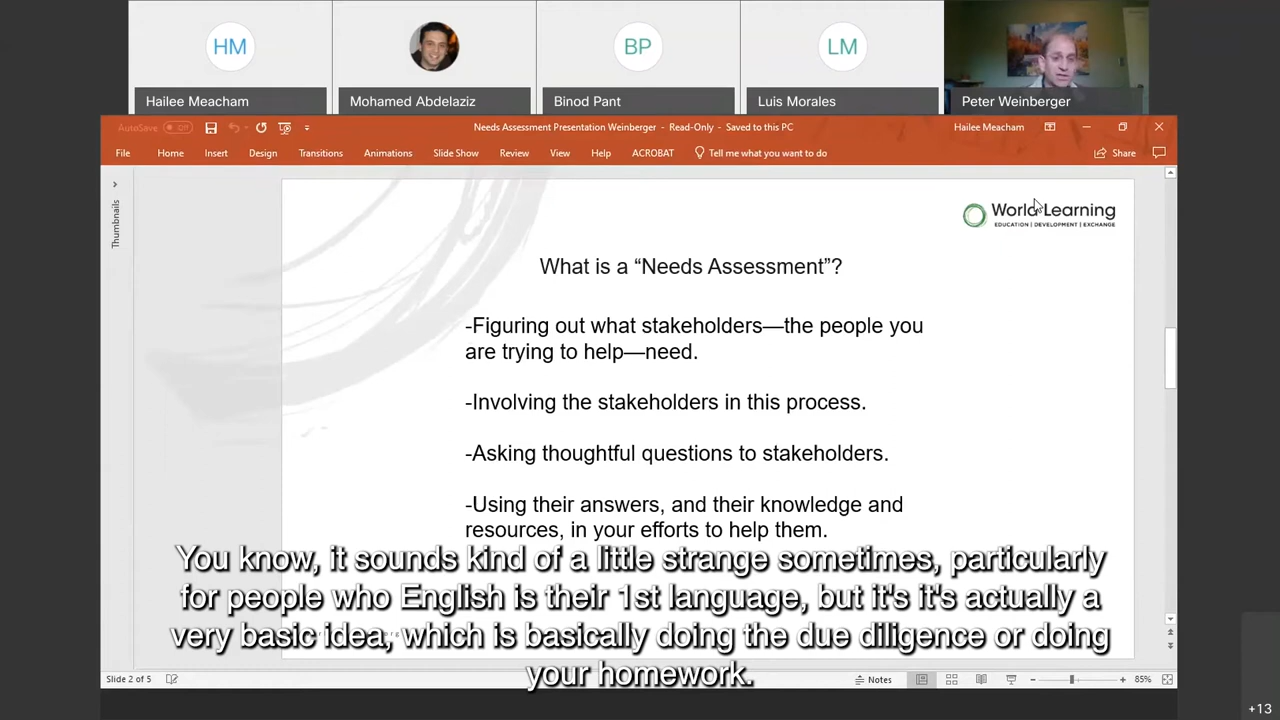 HM
BP
LM
Hailee Meacham
Mohamed Abdelaziz
Binod Pant
Luis Morales
Peter Weinberger
AutoSave Off
Needs Assessment Presentation Weinberger - Read-Only - Saved to this PC
Hailee Meacham
File Home Insert Design Transitions Animations Slide Show Review View Help ACROBAT Tell me what you want to do Share
Thumbnails
World Learning
EDUCATION | DEVELOPMENT | EXCHANGE
What is a “Needs Assessment”?
-Figuring out what stakeholders—the people you
are trying to help—need.
-Involving the stakeholders in this process.
-Asking thoughtful questions to stakeholders.
-Using their answers, and their knowledge and
resources, in your efforts to help them.
You know, it sounds kind of a little strange sometimes, particularly
for people who English is their 1st language, but it's it's actually a
very basic idea, which is basically doing the due diligence or doing
your homework.
Slide 2 of 5
Notes
85%
+13